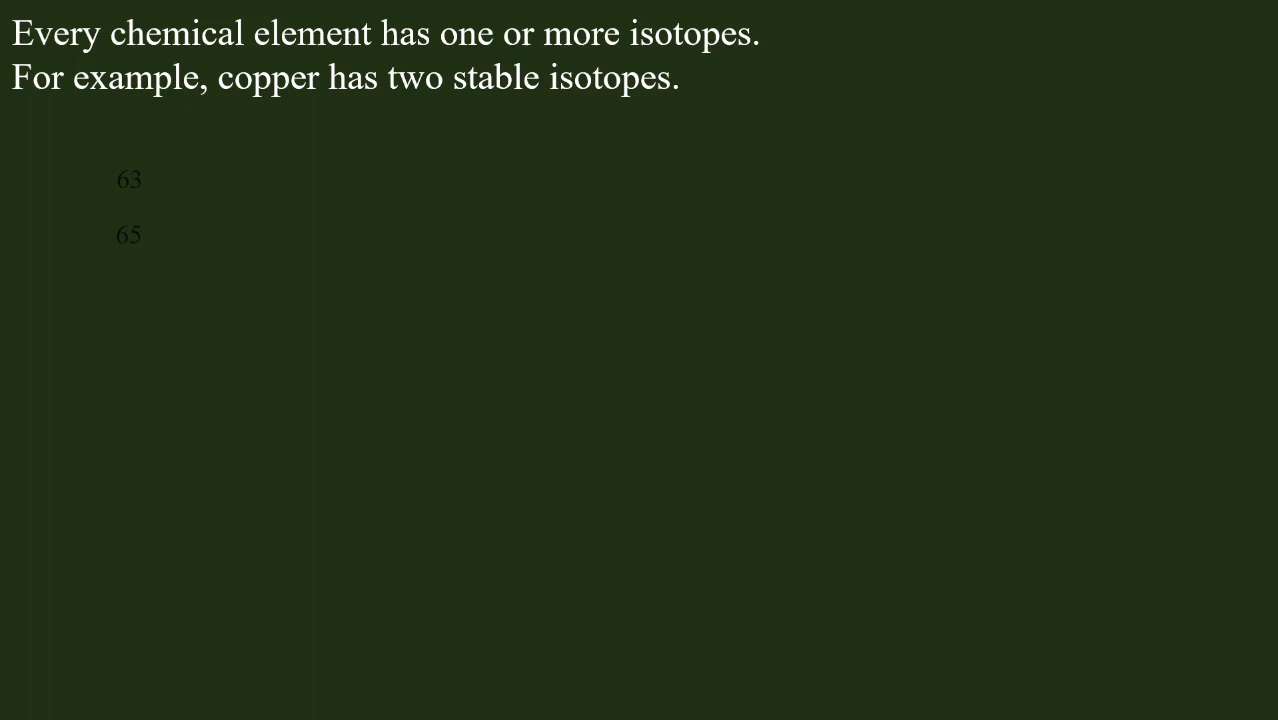 Every chemical element has one or more isotopes.
For example, copper has two stable isotopes.
63
65